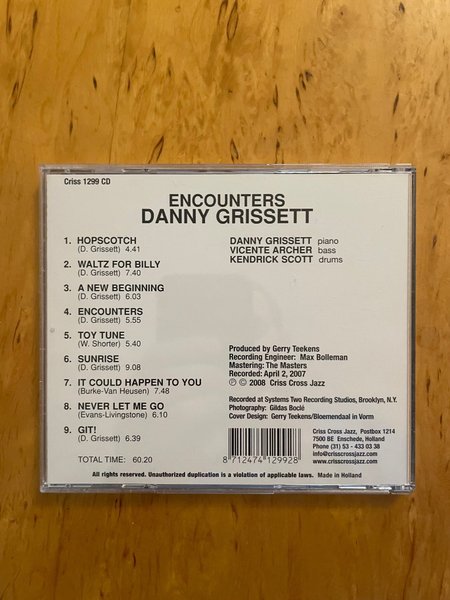 Criss 1299 CD
ENCOUNTERS
DANNY GRISSETT
1. HOPSCOTCH
(D. Grissett) 4.41
2. WALTZ FOR BILLY
(D. Grissett) 7.40
3. A NEW BEGINNING
(D. Grissett) 6.03
4. ENCOUNTERS
(D. Grissett) 5.55
5. TOY TUNE
(W. Shorter) 5.40
6. SUNRISE
(D. Grissett) 9.08
7. IT COULD HAPPEN TO YOU
(Burke-Van Heusen) 7.48
8. NEVER LET ME GO
(Evans-Livingstone) 6.10
9. GIT!
(D. Grissett) 6.39
TOTAL TIME: 60.20
DANNY GRISSETT piano
VICENTE ARCHER bass
KENDRICK SCOTT drums
Produced by Gerry Teekens
Recording Engineer: Max Bolleman
Mastering: The Masters
Recorded: April 2, 2007
℗ © 2008 Criss Cross Jazz
Recorded at Systems Two Recording Studios, Brooklyn, N.Y.
Photography: Gildas Boclé
Cover Design: Gerry Teekens/Bloemendaal in Vorm
8 712474 129928
Criss Cross Jazz, Postbox 1214
7500 BE Enschede, Holland
Phone (31) 53 - 433 03 38
info@crisscrossjazz.com
crisscrossjazz.com
All rights reserved. Unauthorized duplication is a violation of applicable laws. Made in Holland